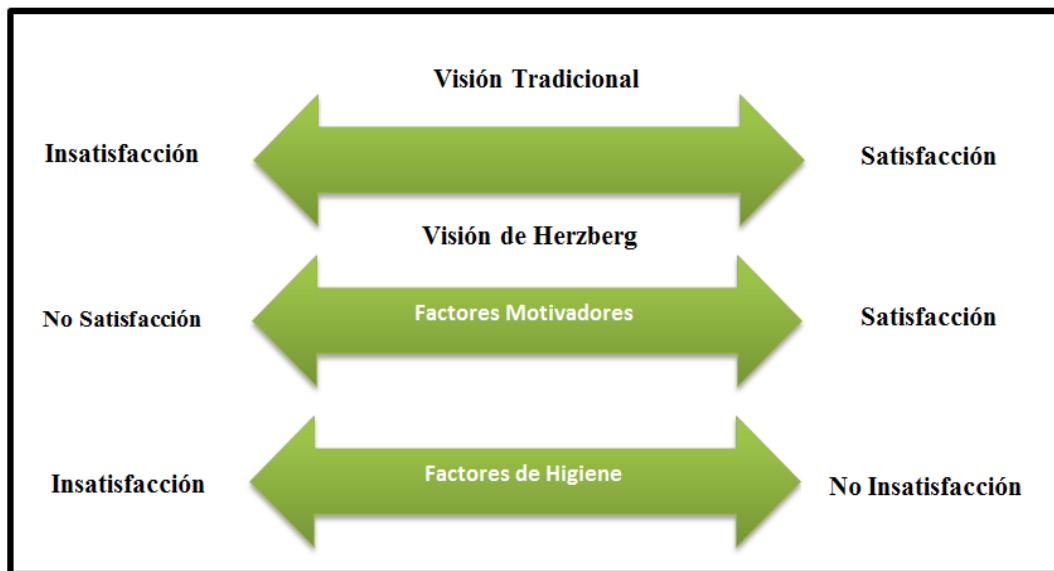 Visión Tradicional
Insatisfacción
Satisfacción
Visión de Herzberg
No Satisfacción
Factores Motivadores
Satisfacción
Insatisfacción
Factores de Higiene
No Insatisfacción